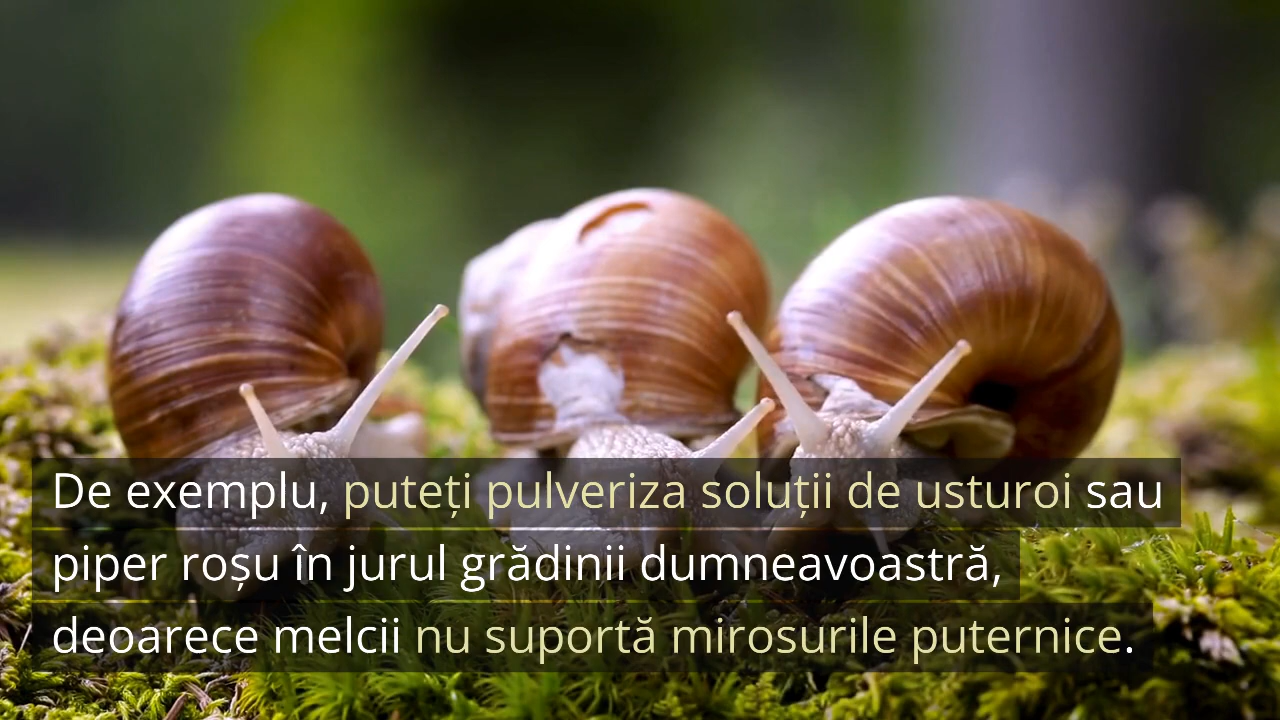 De exemplu, puteți pulveriza soluții de usturoi sau
piper roșu în jurul grădinii dumneavoastră,
deoarece melcii nu suportă mirosurile puternice.